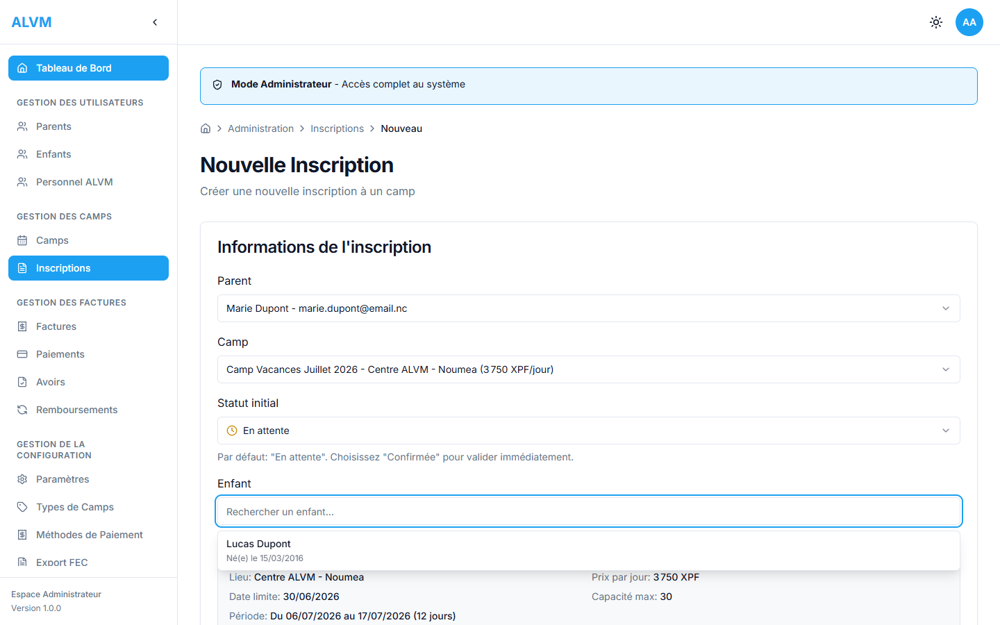 ALVM
AA
Tableau de Bord
GESTION DES UTILISATEURS
Parents
Enfants
Personnel ALVM
GESTION DES CAMPS
Camps
Inscriptions
GESTION DES FACTURES
Factures
Paiements
Avoirs
Remboursements
GESTION DE LA
CONFIGURATION
Paramètres
Types de Camps
Méthodes de Paiement
Export FEC
Espace Administrateur
Version 1.0.0
Mode Administrateur - Accès complet au système
Administration
Inscriptions
Nouveau
Nouvelle Inscription
Créer une nouvelle inscription à un camp
Informations de l'inscription
Parent
Marie Dupont - marie.dupont@email.nc
Camp
Camp Vacances Juillet 2026 - Centre ALVM - Noumea (3 750 XPF/jour)
Statut initial
En attente
Par défaut: "En attente". Choisissez "Confirmée" pour valider immédiatement.
Enfant
Rechercher un enfant...
Lucas Dupont
Né(e) le 15/03/2016
Lieu: Centre ALVM - Noumea
Prix par jour: 3 750 XPF
Date limite: 30/06/2026
Capacité max: 30
Période: Du 06/07/2026 au 17/07/2026 (12 jours)